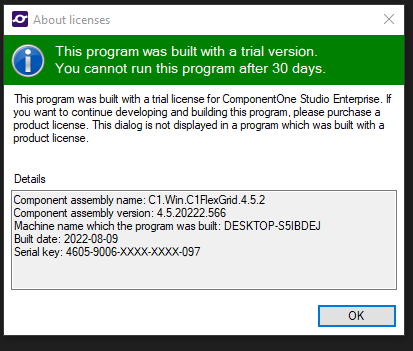 About licenses
This program was built with a trial version.
You cannot run this program after 30 days.
This program was built with a trial license for ComponentOne Studio Enterprise. If
you want to continue developing and building this program, please purchase a
product license. This dialog is not displayed in a program which was built with a
product license.
Details
Component assembly name: C1.Win.C1FlexGrid.4.5.2
Component assembly version: 4.5.20222.566
Machine name which the program was built: DESKTOP-S5IBDEJ
Built date: 2022-08-09
Serial key: 4605-9006-XXXX-XXXX-097
OK